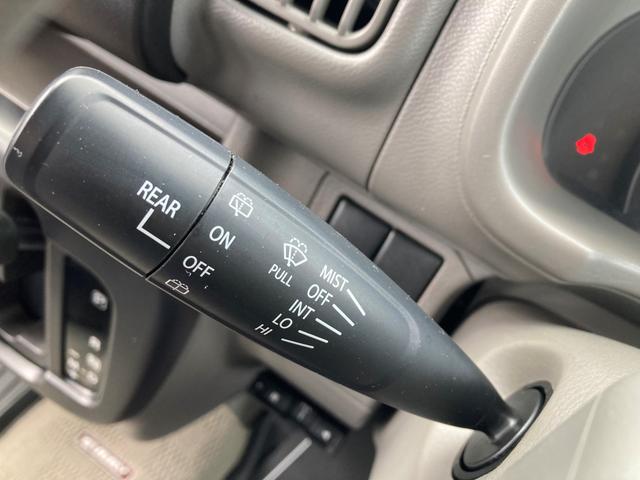 REAR
ON
OFF
PULL
MIST
OFF
INT
LO
HI